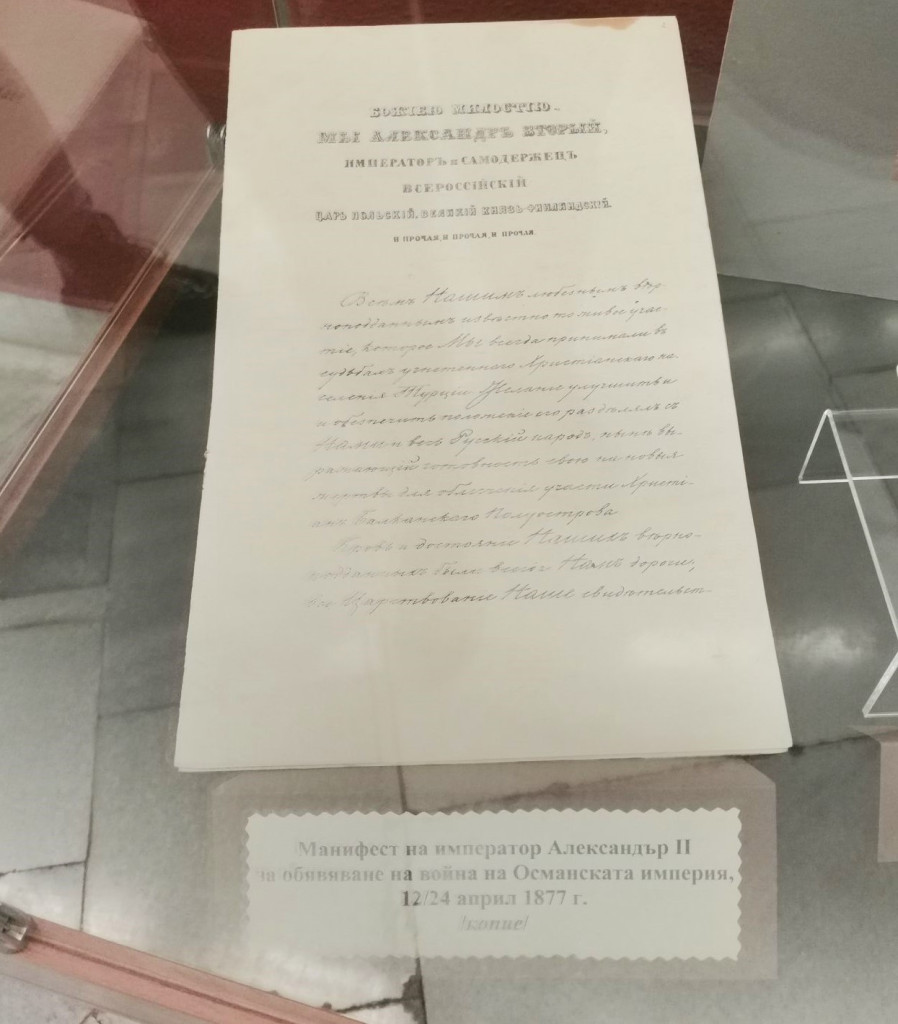 БОЖІЕЮ МИЛОСТІЮ
МЫ АЛЕКСАНДРЪ ВТОРЫЙ,
ИМПЕРАТОРЪ и САМОДЕРЖЕЦЪ
ВСЕРОССІЙСКІЙ
ЦАРЬ ПОЛЬСКІЙ, ВЕЛИКІЙ КНЯЗЬ ФИНЛЯНДСКІЙ.
И ПРОЧАЯ, И ПРОЧАЯ, И ПРОЧАЯ.
Всѣмъ Нашимъ любезнымъ вѣр-
ноподданнымъ извѣстно то живое учас-
тіе, которое Мы всегда принимали въ
судьбахъ угнетеннаго Христіанскаго на-
селенія Турціи. Желаніе улучшить и
и обезпечить положеніе его раздѣлялъ съ
Нами и весь Русскій народъ, нынѣ вы-
ражающій готовность свою на новыя
жертвы для облегченія участи Христі-
анъ Балканскаго Полуострова
Кровь и достояніе Нашихъ вѣрно-
подданныхъ были всегда Намъ дороги,
все Царствованіе Наше свидѣтельст-
Манифест на император Александър II
за обявяване на война на Османската империя,
12/24 април 1877 г.
/копие/